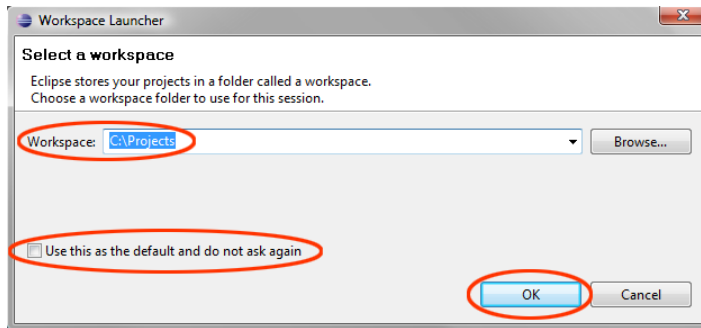 Workspace Launcher
Select a workspace
Eclipse stores your projects in a folder called a workspace.
Choose a workspace folder to use for this session.
Workspace: C:\Projects Browse...
Use this as the default and do not ask again
OK Cancel